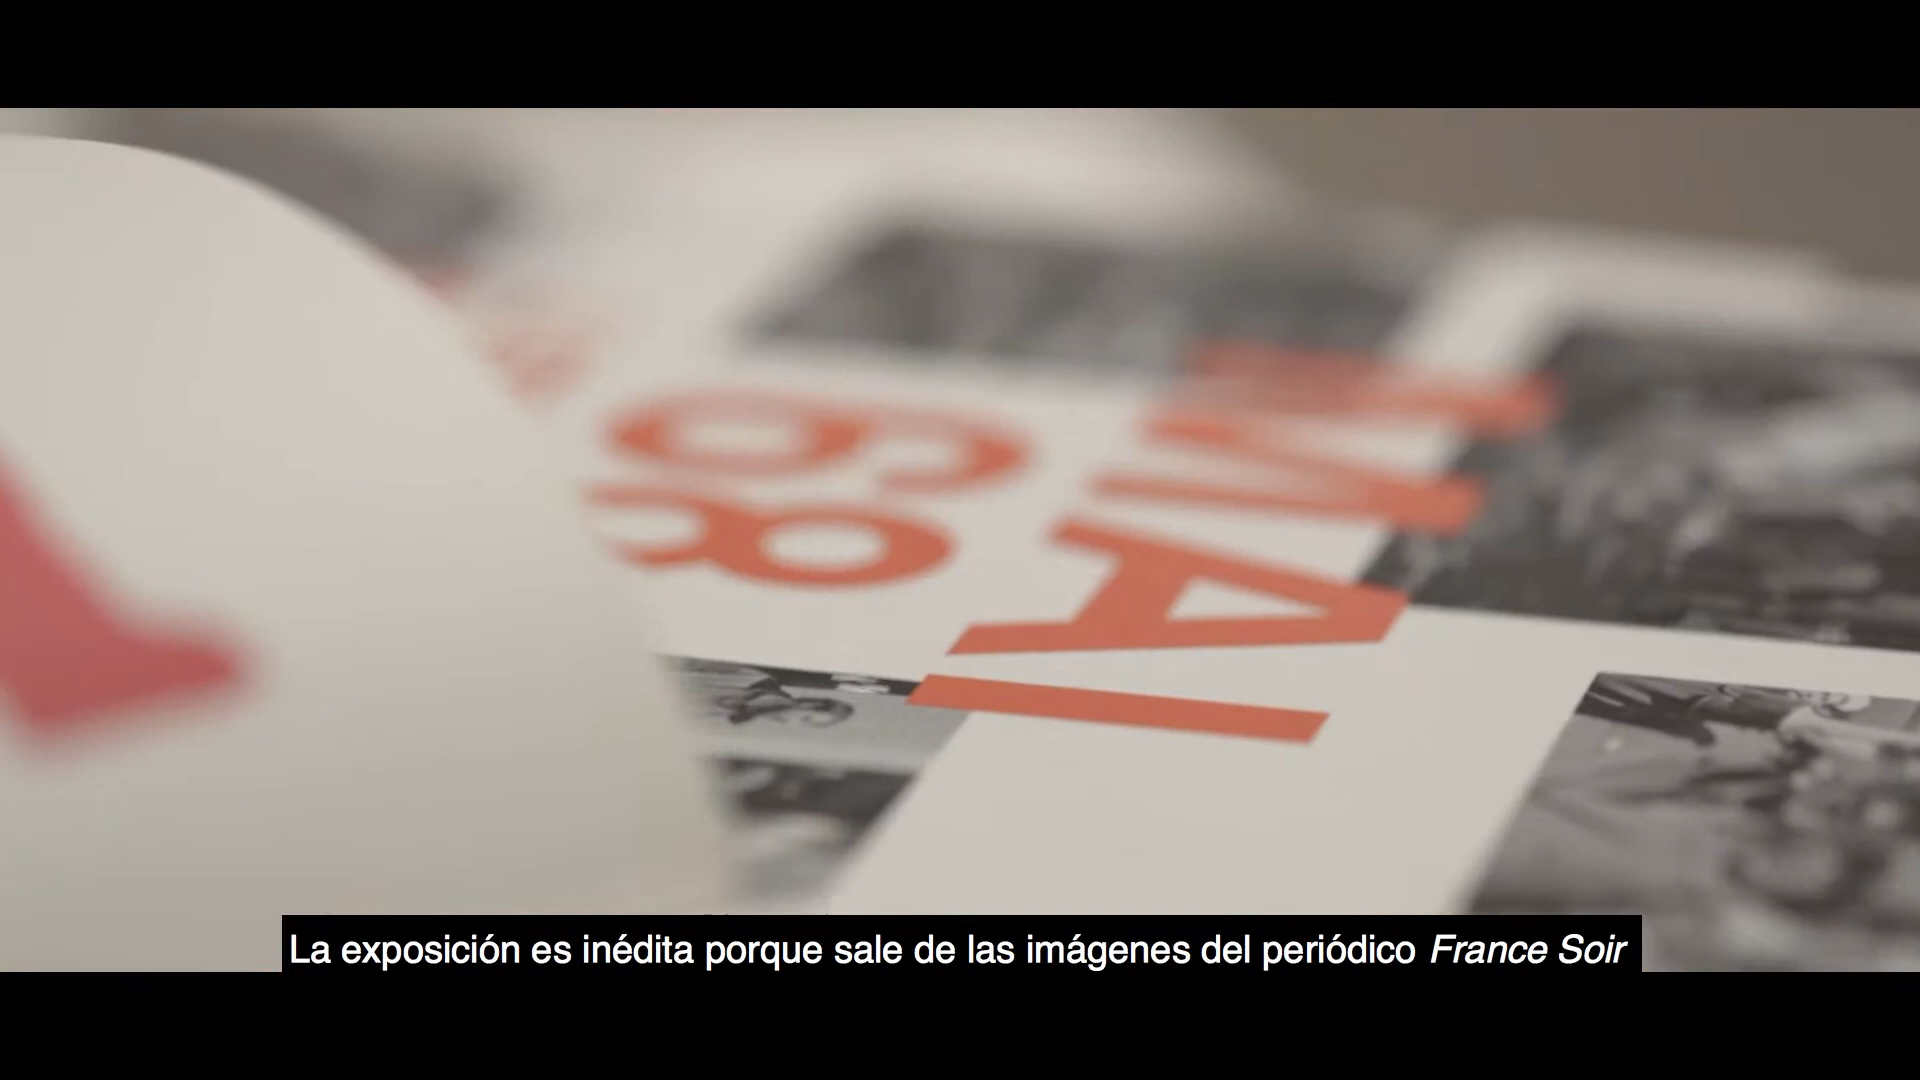 MAI
68
La exposición es inédita porque sale de las imágenes del periódico France Soir